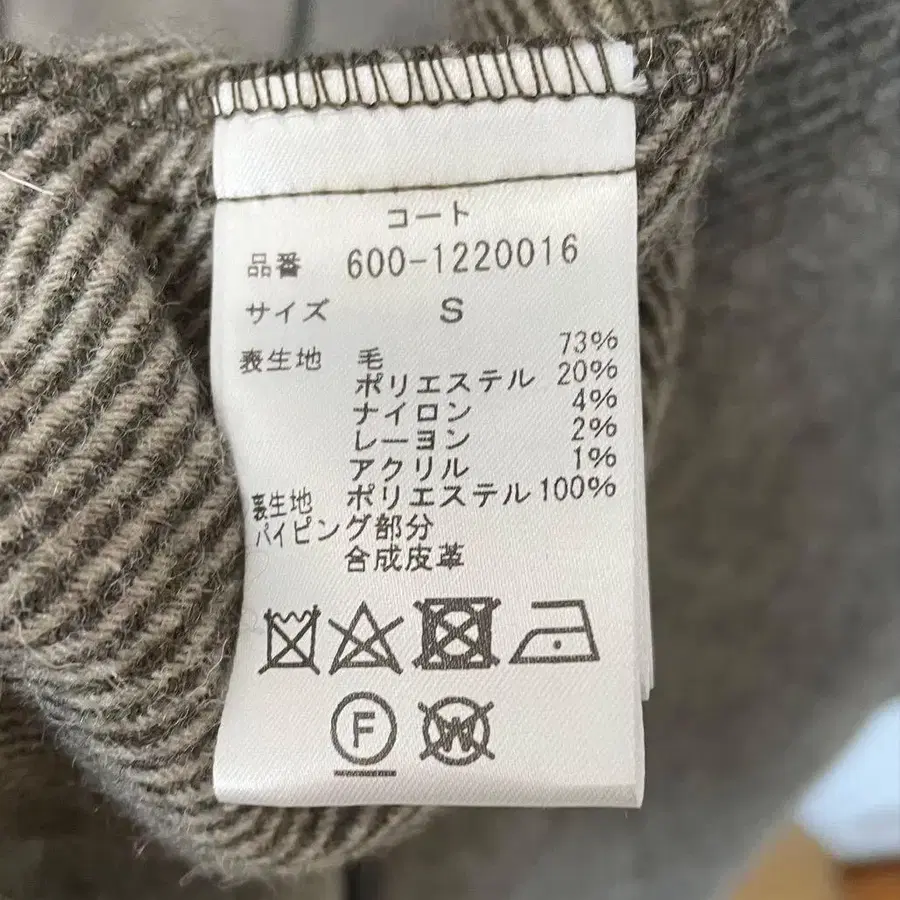 コート
品番 600-1220016
サイズ S
表生地 毛 73%
ポリエステル 20%
ナイロン 4%
レーヨン 2%
アクリル 1%
裏生地 ポリエステル 100%
パイピング部分
合成皮革
F
W